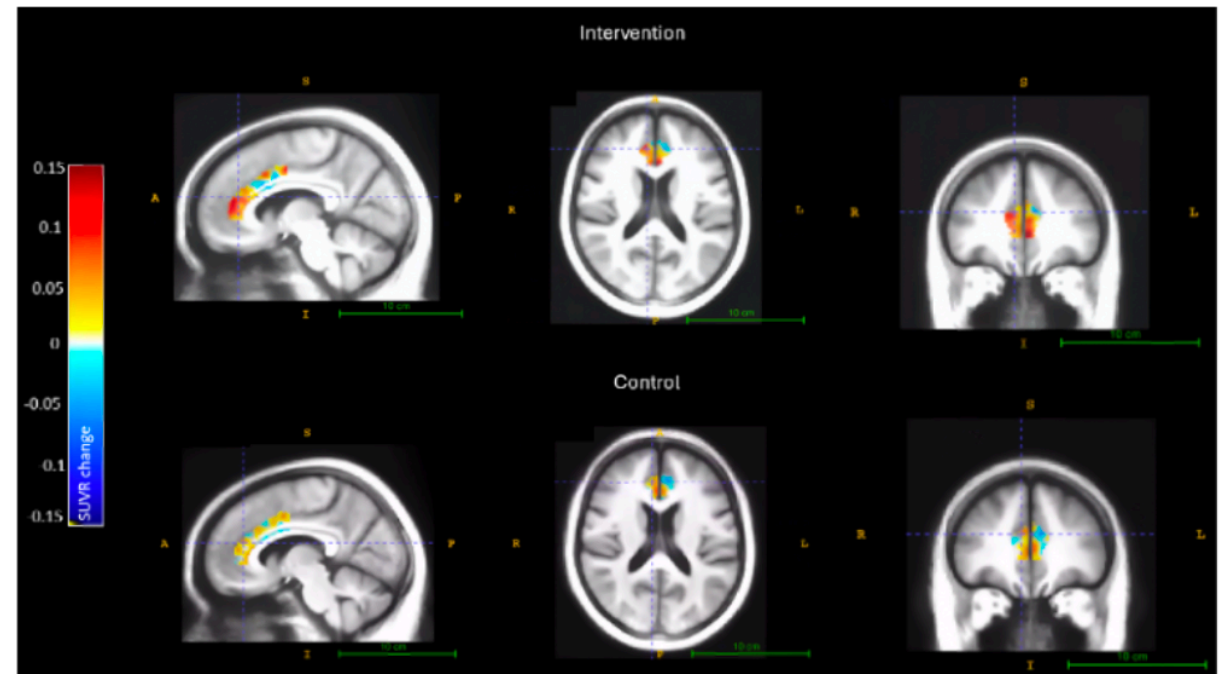 Intervention
S
S
0.15
A
P
R
L
R
L
0.1
0.05
10 cm
I
10 cm
P
0
10 cm
I
Control
-0.05
S
S
S
0.1
-0.15
SUVR change
A
P
R
L
R
L
I
10 cm
P
10 cm
I
10 cm